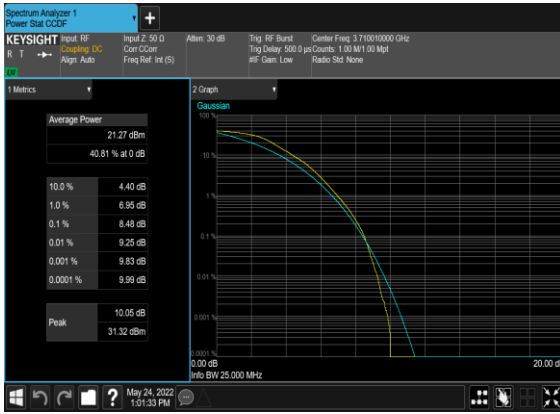 Spectrum Analyzer 1
Power Stat CCDF
+
KEYSIGHT
R T
LV
Input: RF
Coupling: DC
Align: Auto
Input Z: 50 Ω
Corr CCorr
Freq Ref: Int (S)
Atten: 30 dB
Trig: RF Burst
Trig Delay: 500.0 µs
#IF Gain: Low
Center Freq: 3.710010000 GHz
Counts: 1.00 M/1.00 Mpt
Radio Std: None
1 Metrics
Average Power
21.27 dBm
40.81 % at 0 dB
10.0 % 4.40 dB
1.0 % 6.95 dB
0.1 % 8.48 dB
0.01 % 9.25 dB
0.001 % 9.83 dB
0.0001 % 9.99 dB
Peak
10.05 dB
31.32 dBm
2 Graph
Gaussian
100 %
10 %
1 %
0.1 %
0.01 %
0.001 %
0.0001 %
0.00 dB
20.00 d
Info BW 25.000 MHz
?
May 24, 2022
1:01:33 PM